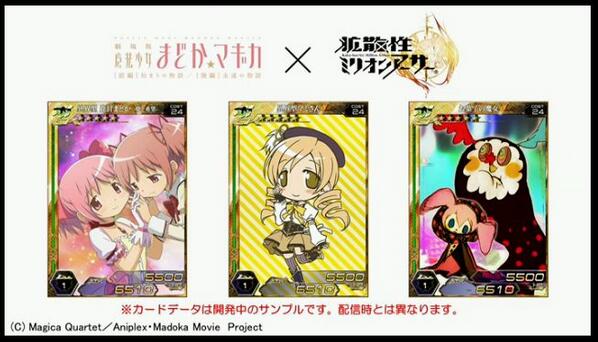 劇場版
魔法少女まどか☆マギカ
[前編]始まりの物語/[後編]永遠の物語
×
拡散性
ミリオンアーサー
COST
24
1
5500
6510
COST
24
1
5500
6510
COST
24
1
5500
6510
※カードデータは開発中のサンプルです。配信時とは異なります。
(C) Magica Quartet／Aniplex・Madoka Movie Project